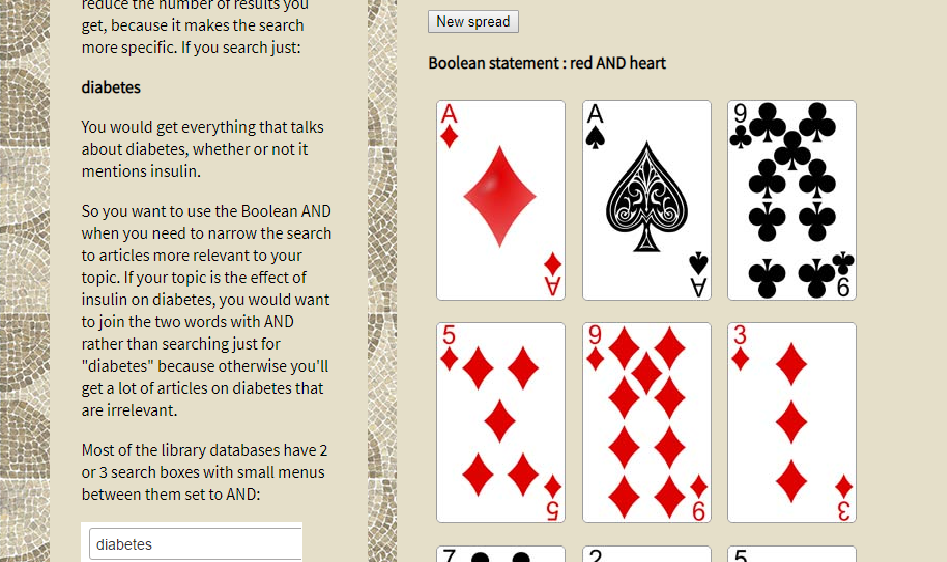 reduce the number of results you
get, because it makes the search
more specific. If you search just:
diabetes
You would get everything that talks
about diabetes, whether or not it
mentions insulin.
So you want to use the Boolean AND
when you need to narrow the search
to articles more relevant to your
topic. If your topic is the effect of
insulin on diabetes, you would want
to join the two words with AND
rather than searching just for
"diabetes" because otherwise you'll
get a lot of articles on diabetes that
are irrelevant.
Most of the library databases have 2
or 3 search boxes with small menus
between them set to AND:
diabetes
New spread
Boolean statement : red AND heart
A
A
A
A
9
9
5
5
9
9
3
3
7
2
5